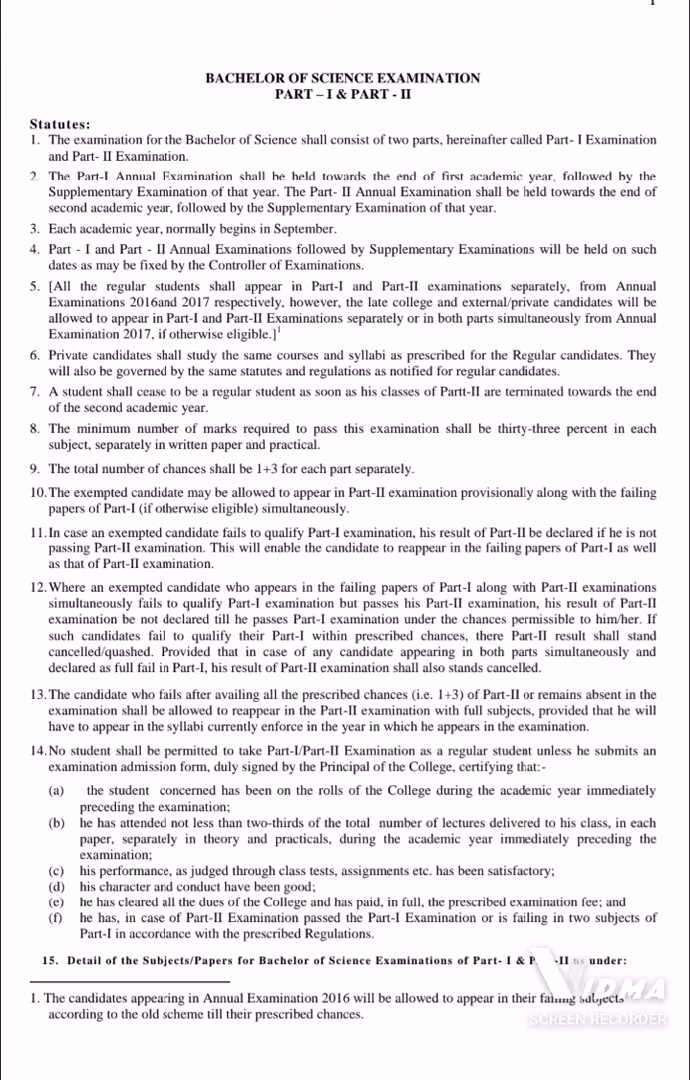 1
BACHELOR OF SCIENCE EXAMINATION
PART – I & PART - II
Statutes:
1. The examination for the Bachelor of Science shall consist of two parts, hereinafter called Part- I Examination
and Part- II Examination.
2. The Part-I Annual Examination shall be held towards the end of first academic year, followed by the
Supplementary Examination of that year. The Part- II Annual Examination shall be held towards the end of
second academic year, followed by the Supplementary Examination of that year.
3. Each academic year, normally begins in September.
4. Part - I and Part - II Annual Examinations followed by Supplementary Examinations will be held on such
dates as may be fixed by the Controller of Examinations.
5. [All the regular students shall appear in Part-I and Part-II examinations separately, from Annual
Examinations 2016and 2017 respectively, however, the late college and external/private candidates will be
allowed to appear in Part-I and Part-II Examinations separately or in both parts simultaneously from Annual
Examination 2017, if otherwise eligible.]1
6. Private candidates shall study the same courses and syllabi as prescribed for the Regular candidates. They
will also be governed by the same statutes and regulations as notified for regular candidates.
7. A student shall cease to be a regular student as soon as his classes of Partt-II are terminated towards the end
of the second academic year.
8. The minimum number of marks required to pass this examination shall be thirty-three percent in each
subject, separately in written paper and practical.
9. The total number of chances shall be 1+3 for each part separately.
10. The exempted candidate may be allowed to appear in Part-II examination provisionally along with the failing
papers of Part-I (if otherwise eligible) simultaneously.
11. In case an exempted candidate fails to qualify Part-I examination, his result of Part-II be declared if he is not
passing Part-II examination. This will enable the candidate to reappear in the failing papers of Part-I as well
as that of Part-II examination.
12. Where an exempted candidate who appears in the failing papers of Part-I along with Part-II examinations
simultaneously fails to qualify Part-I examination but passes his Part-II examination, his result of Part-II
examination be not declared till he passes Part-I examination under the chances permissible to him/her. If
such candidates fail to qualify their Part-I within prescribed chances, there Part-II result shall stand
cancelled/quashed. Provided that in case of any candidate appearing in both parts simultaneously and
declared as full fail in Part-I, his result of Part-II examination shall also stands cancelled.
13. The candidate who fails after availing all the prescribed chances (i.e. 1+3) of Part-II or remains absent in the
examination shall be allowed to reappear in the Part-II examination with full subjects, provided that he will
have to appear in the syllabi currently enforce in the year in which he appears in the examination.
14. No student shall be permitted to take Part-I/Part-II Examination as a regular student unless he submits an
examination admission form, duly signed by the Principal of the College, certifying that:-
(a) the student concerned has been on the rolls of the College during the academic year immediately
preceding the examination;
(b) he has attended not less than two-thirds of the total number of lectures delivered to his class, in each
paper, separately in theory and practicals, during the academic year immediately preceding the
examination;
(c) his performance, as judged through class tests, assignments etc. has been satisfactory;
(d) his character and conduct have been good;
(e) he has cleared all the dues of the College and has paid, in full, the prescribed examination fee; and
(f) he has, in case of Part-II Examination passed the Part-I Examination or is failing in two subjects of
Part-I in accordance with the prescribed Regulations.
15. Detail of the Subjects/Papers for Bachelor of Science Examinations of Part- I & P -II as under:
1. The candidates appearing in Annual Examination 2016 will be allowed to appear in their failing subjects
according to the old scheme till their prescribed chances.
VIDMA
SCREEN RECORDER